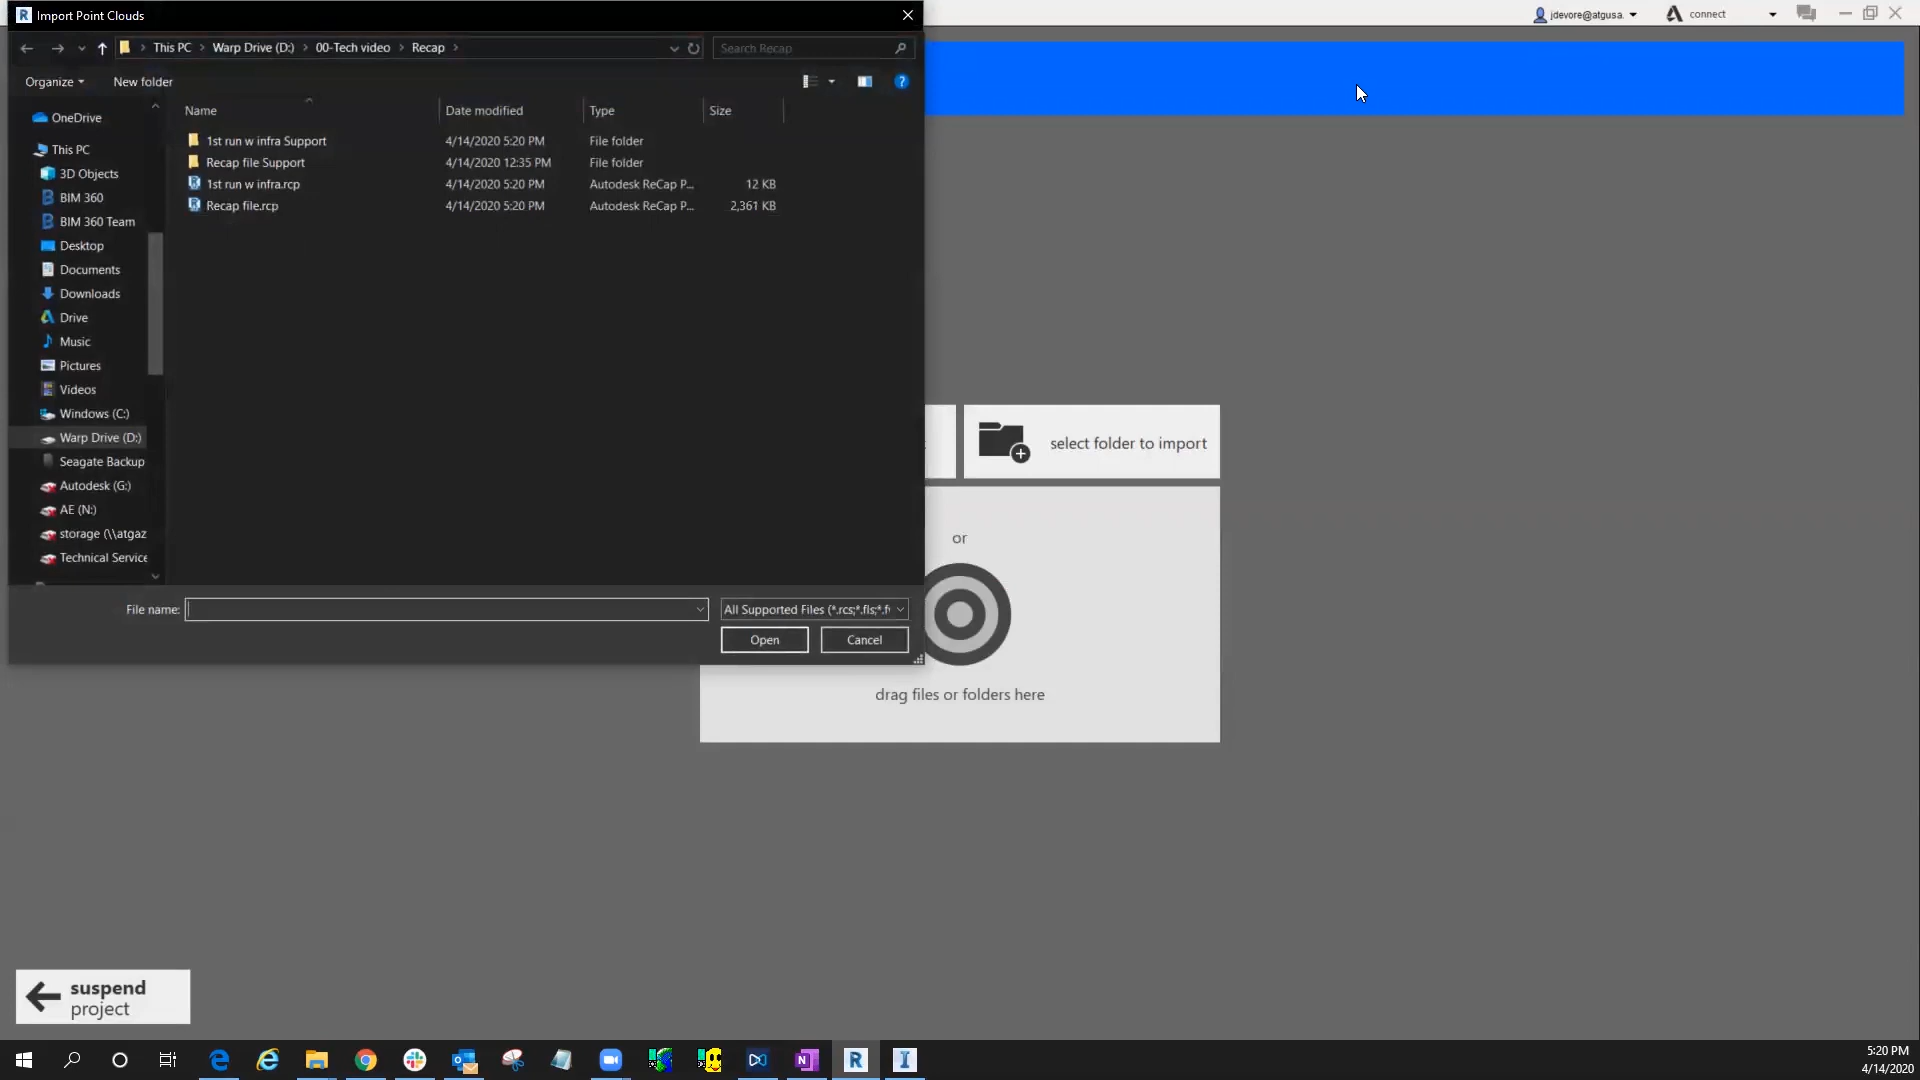 Import Point Clouds
jdevore@atgusa.
connect
This PC > Warp Drive (D:) > 00-Tech video > Recap >
Search Recap
Organize
New folder
Name
Date modified
Type
Size
OneDrive
This PC
3D Objects
BIM 360
BIM 360 Team
Desktop
Documents
Downloads
Drive
Music
Pictures
Videos
Windows (C:)
Warp Drive (D:)
Seagate Backup
Autodesk (G:)
AE (N:)
storage (\\atgaz
Technical Service
1st run w infra Support 4/14/2020 5:20 PM File folder
Recap file Support 4/14/2020 12:35 PM File folder
1st run w infra.rcp 4/14/2020 5:20 PM Autodesk ReCap P... 12 KB
Recap file.rcp 4/14/2020 5:20 PM Autodesk ReCap P... 2,361 KB
File name:
All Supported Files (*.rcs;*.fls;*.f
Open
Cancel
select folder to import
or
drag files or folders here
suspend
project
5:20 PM
4/14/2020